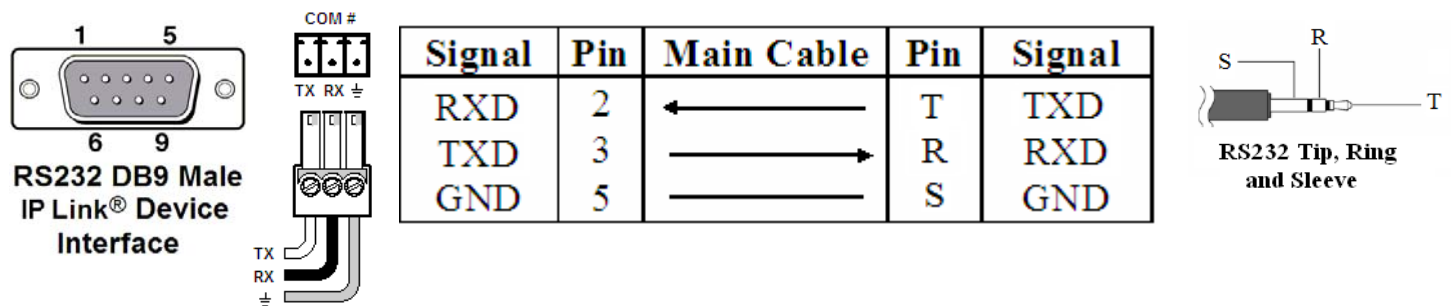 1 5
6 9
RS232 DB9 Male
IP Link® Device
Interface
COM #
TX RX ⏚
TX
RX
⏚
Signal Pin Main Cable Pin Signal
RXD 2 T TXD
TXD 3 R RXD
GND 5 S GND
R
S
T
RS232 Tip, Ring
and Sleeve